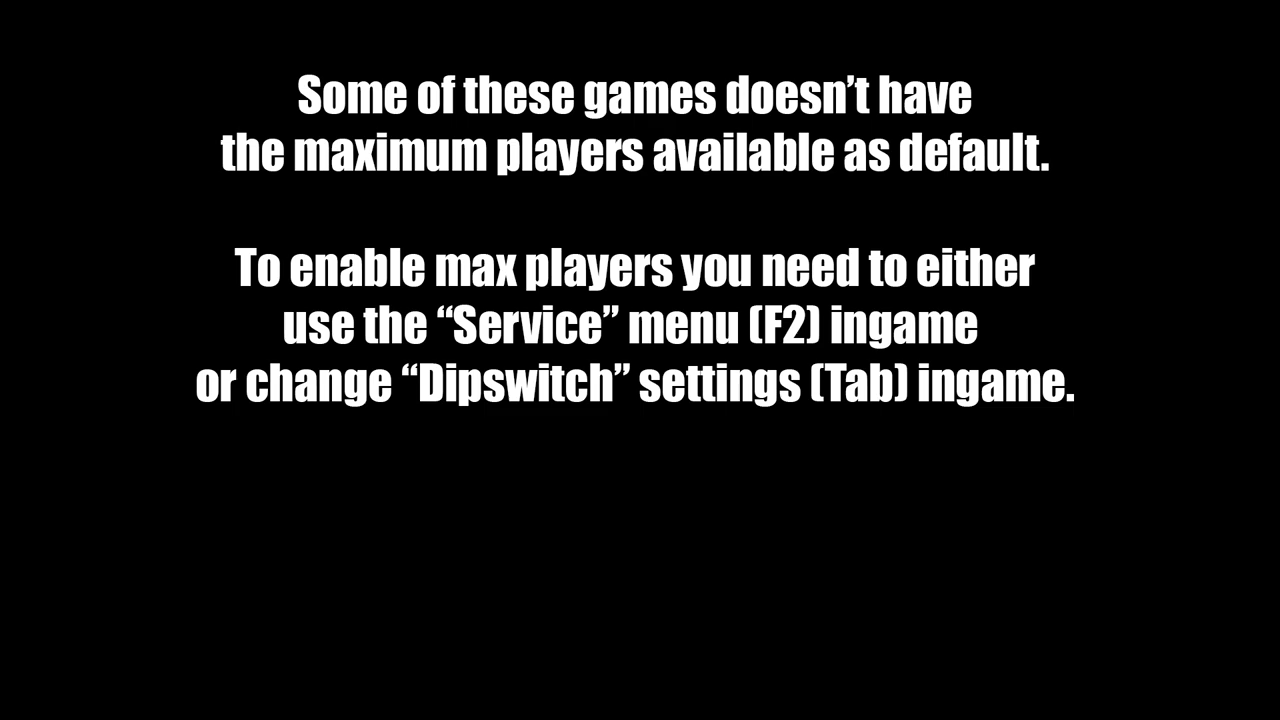 Some of these games doesn’t have
the maximum players available as default.
To enable max players you need to either
use the “Service” menu (F2) ingame
or change “Dipswitch” settings (Tab) ingame.